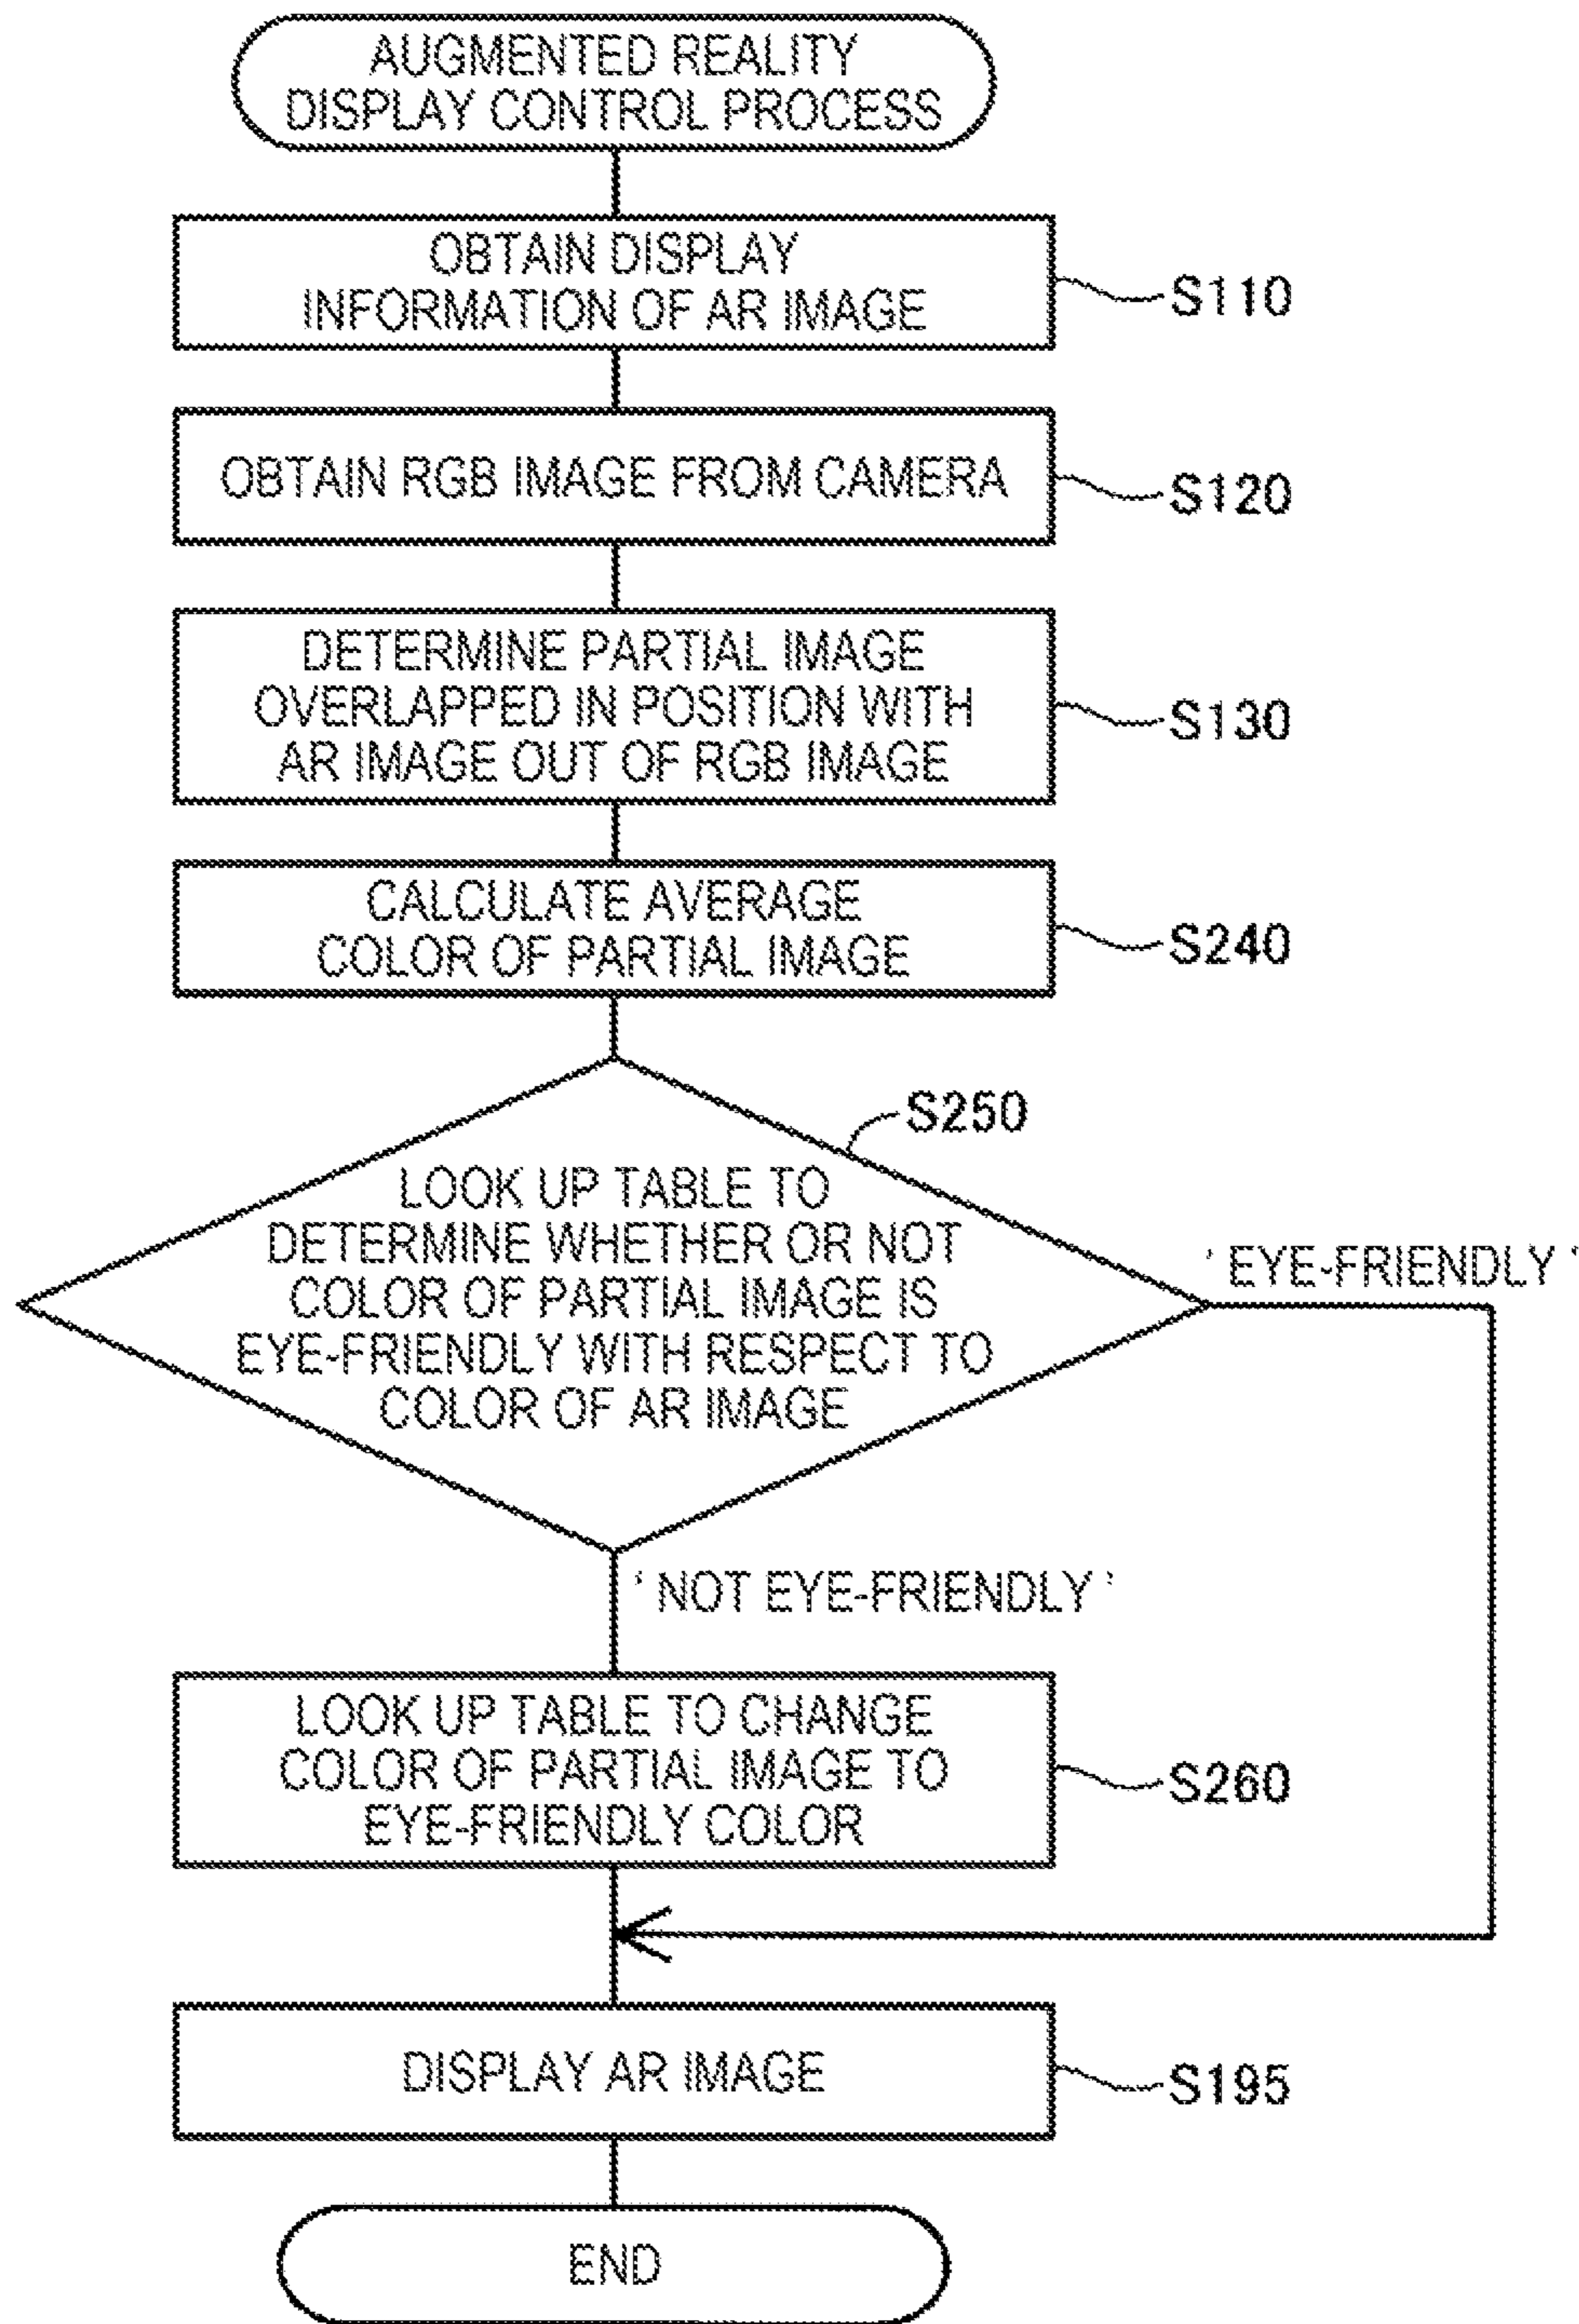 AUGMENTED REALITY
DISPLAY CONTROL PROCESS
OBTAIN DISPLAY
INFORMATION OF AR IMAGE
S110
OBTAIN RGB IMAGE FROM CAMERA
S120
DETERMINE PARTIAL IMAGE
OVERLAPPED IN POSITION WITH
AR IMAGE OUT OF RGB IMAGE
S130
CALCULATE AVERAGE
COLOR OF PARTIAL IMAGE
S240
S250
LOOK UP TABLE TO
DETERMINE WHETHER OR NOT
COLOR OF PARTIAL IMAGE IS
EYE-FRIENDLY WITH RESPECT TO
COLOR OF AR IMAGE
' EYE-FRIENDLY '
' NOT EYE-FRIENDLY '
LOOK UP TABLE TO CHANGE
COLOR OF PARTIAL IMAGE TO
EYE-FRIENDLY COLOR
S260
DISPLAY AR IMAGE
S195
END